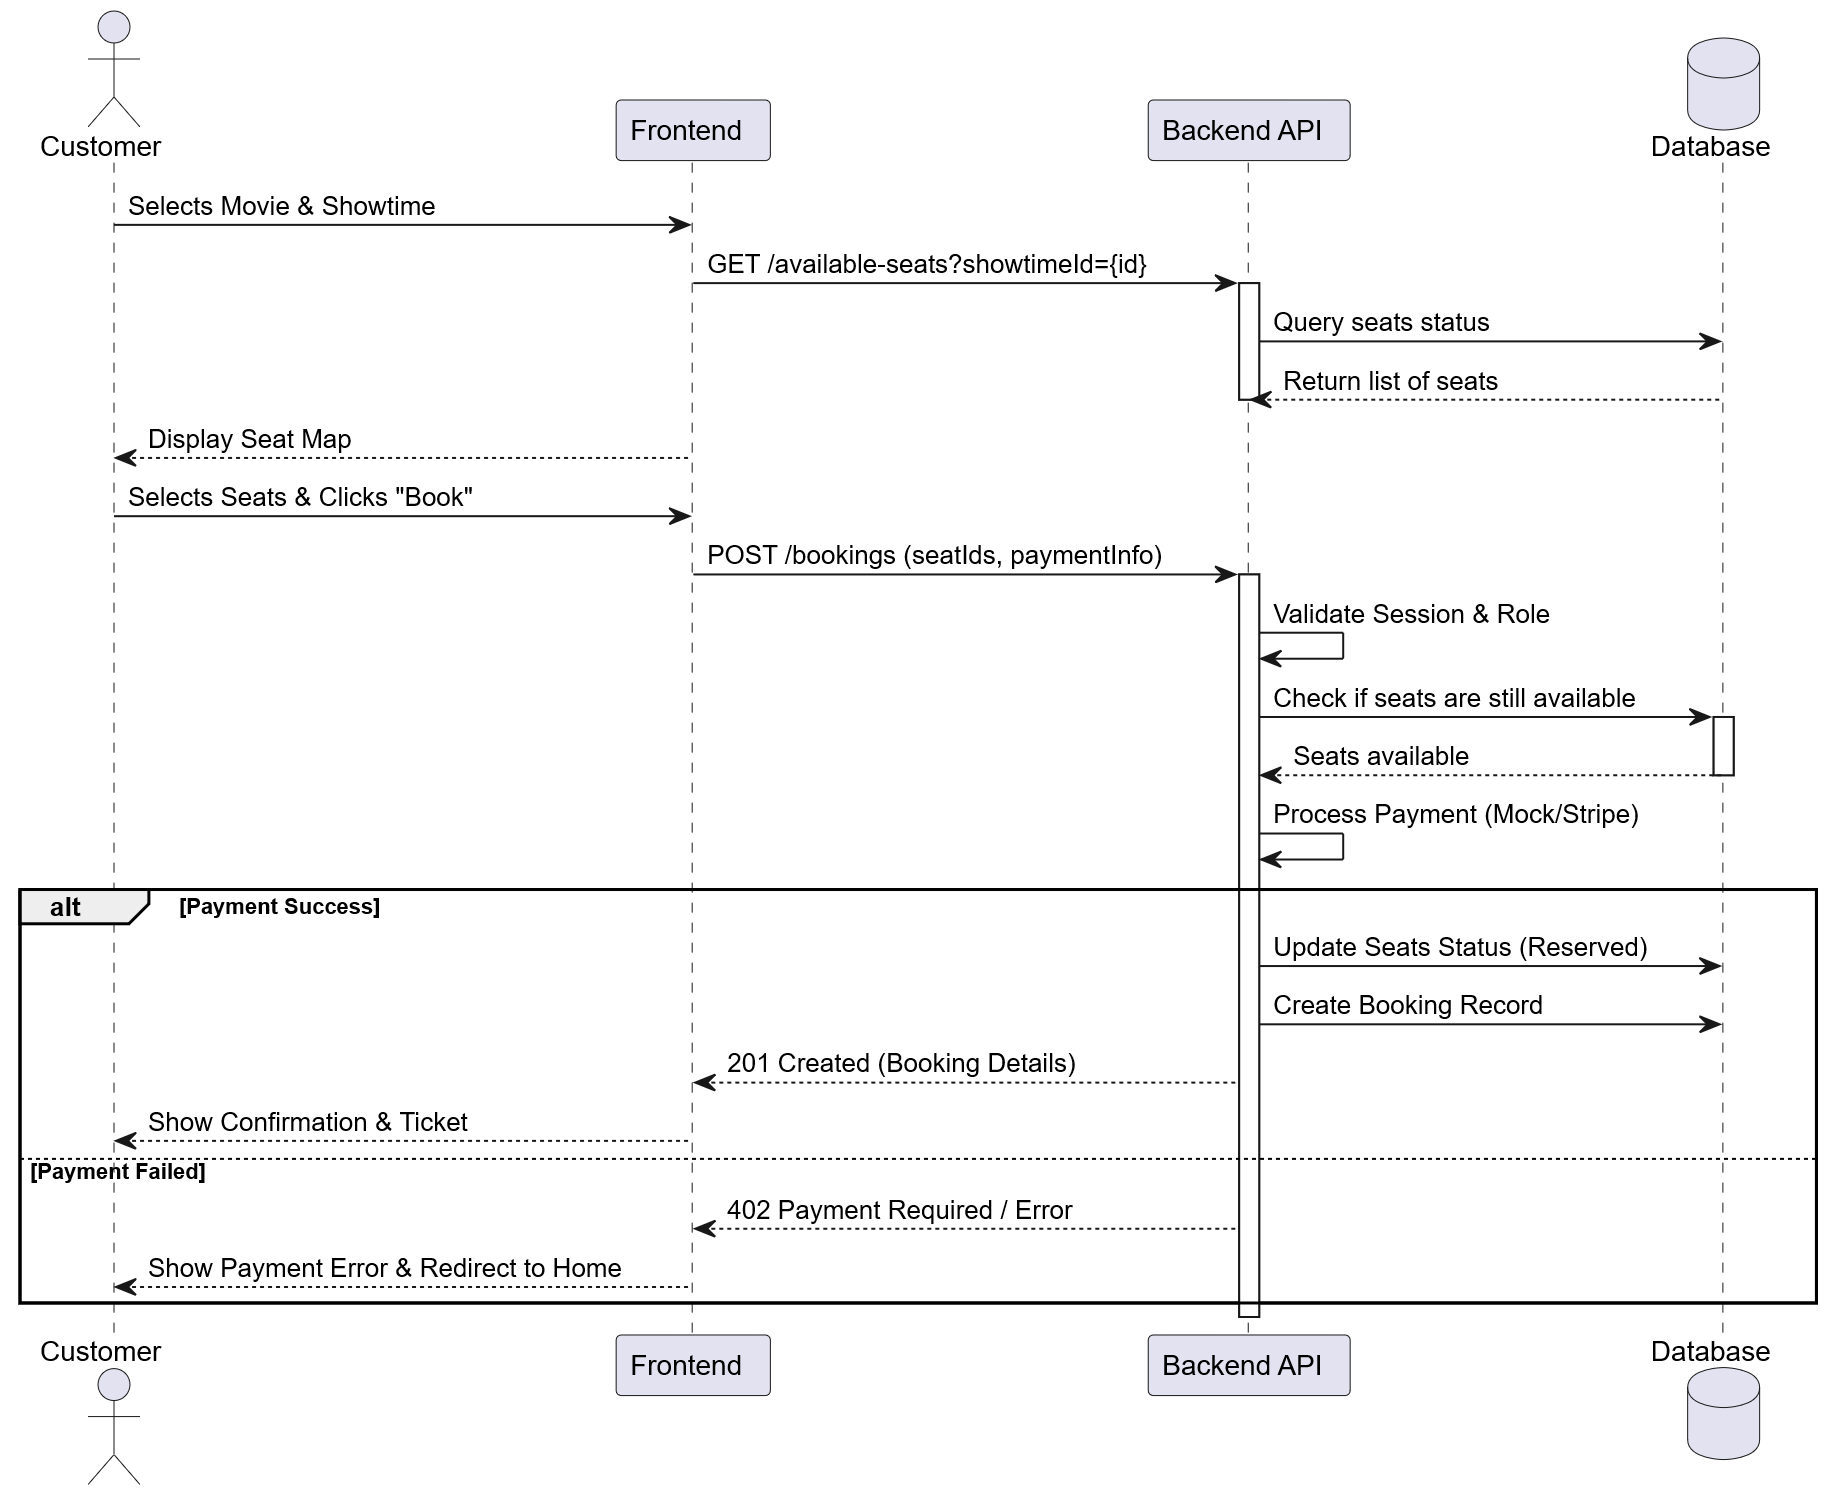 Customer
Frontend
Backend API
Database
Selects Movie & Showtime
GET /available-seats?showtimeId={id}
Query seats status
Return list of seats
Display Seat Map
Selects Seats & Clicks "Book"
POST /bookings (seatIds, paymentInfo)
Validate Session & Role
Check if seats are still available
Seats available
Process Payment (Mock/Stripe)
alt
[Payment Success]
Update Seats Status (Reserved)
Create Booking Record
201 Created (Booking Details)
Show Confirmation & Ticket
[Payment Failed]
402 Payment Required / Error
Show Payment Error & Redirect to Home
Customer
Frontend
Backend API
Database